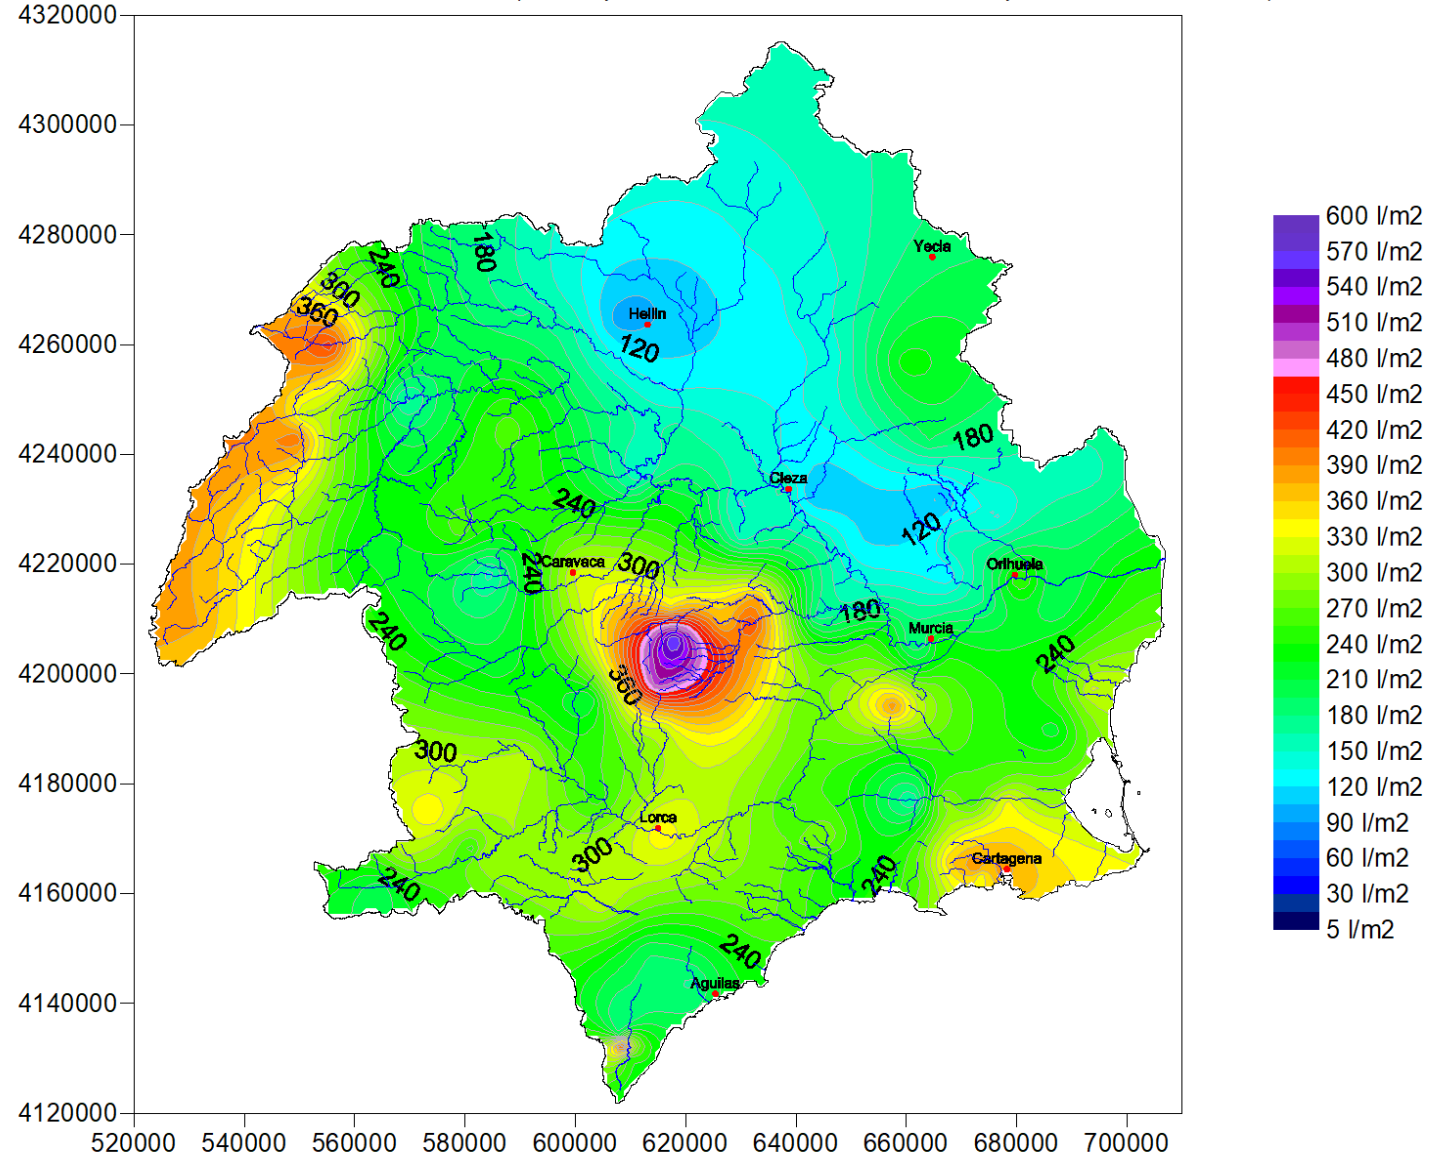 4320000
4300000
4280000
4260000
4240000
4220000
4200000
4180000
4160000
4140000
4120000
520000 540000 560000 580000 600000 620000 640000 660000 680000 700000
Yecla
180
240
300
360
Hellin
120
180
Cieza
240
120
Caravaca
240
300
Orihuela
180
Murcia
240
240
360
300
Lorca
300
Cartagena
240
240
240
Aguilas
600 l/m2
570 l/m2
540 l/m2
510 l/m2
480 l/m2
450 l/m2
420 l/m2
390 l/m2
360 l/m2
330 l/m2
300 l/m2
270 l/m2
240 l/m2
210 l/m2
180 l/m2
150 l/m2
120 l/m2
90 l/m2
60 l/m2
30 l/m2
5 l/m2